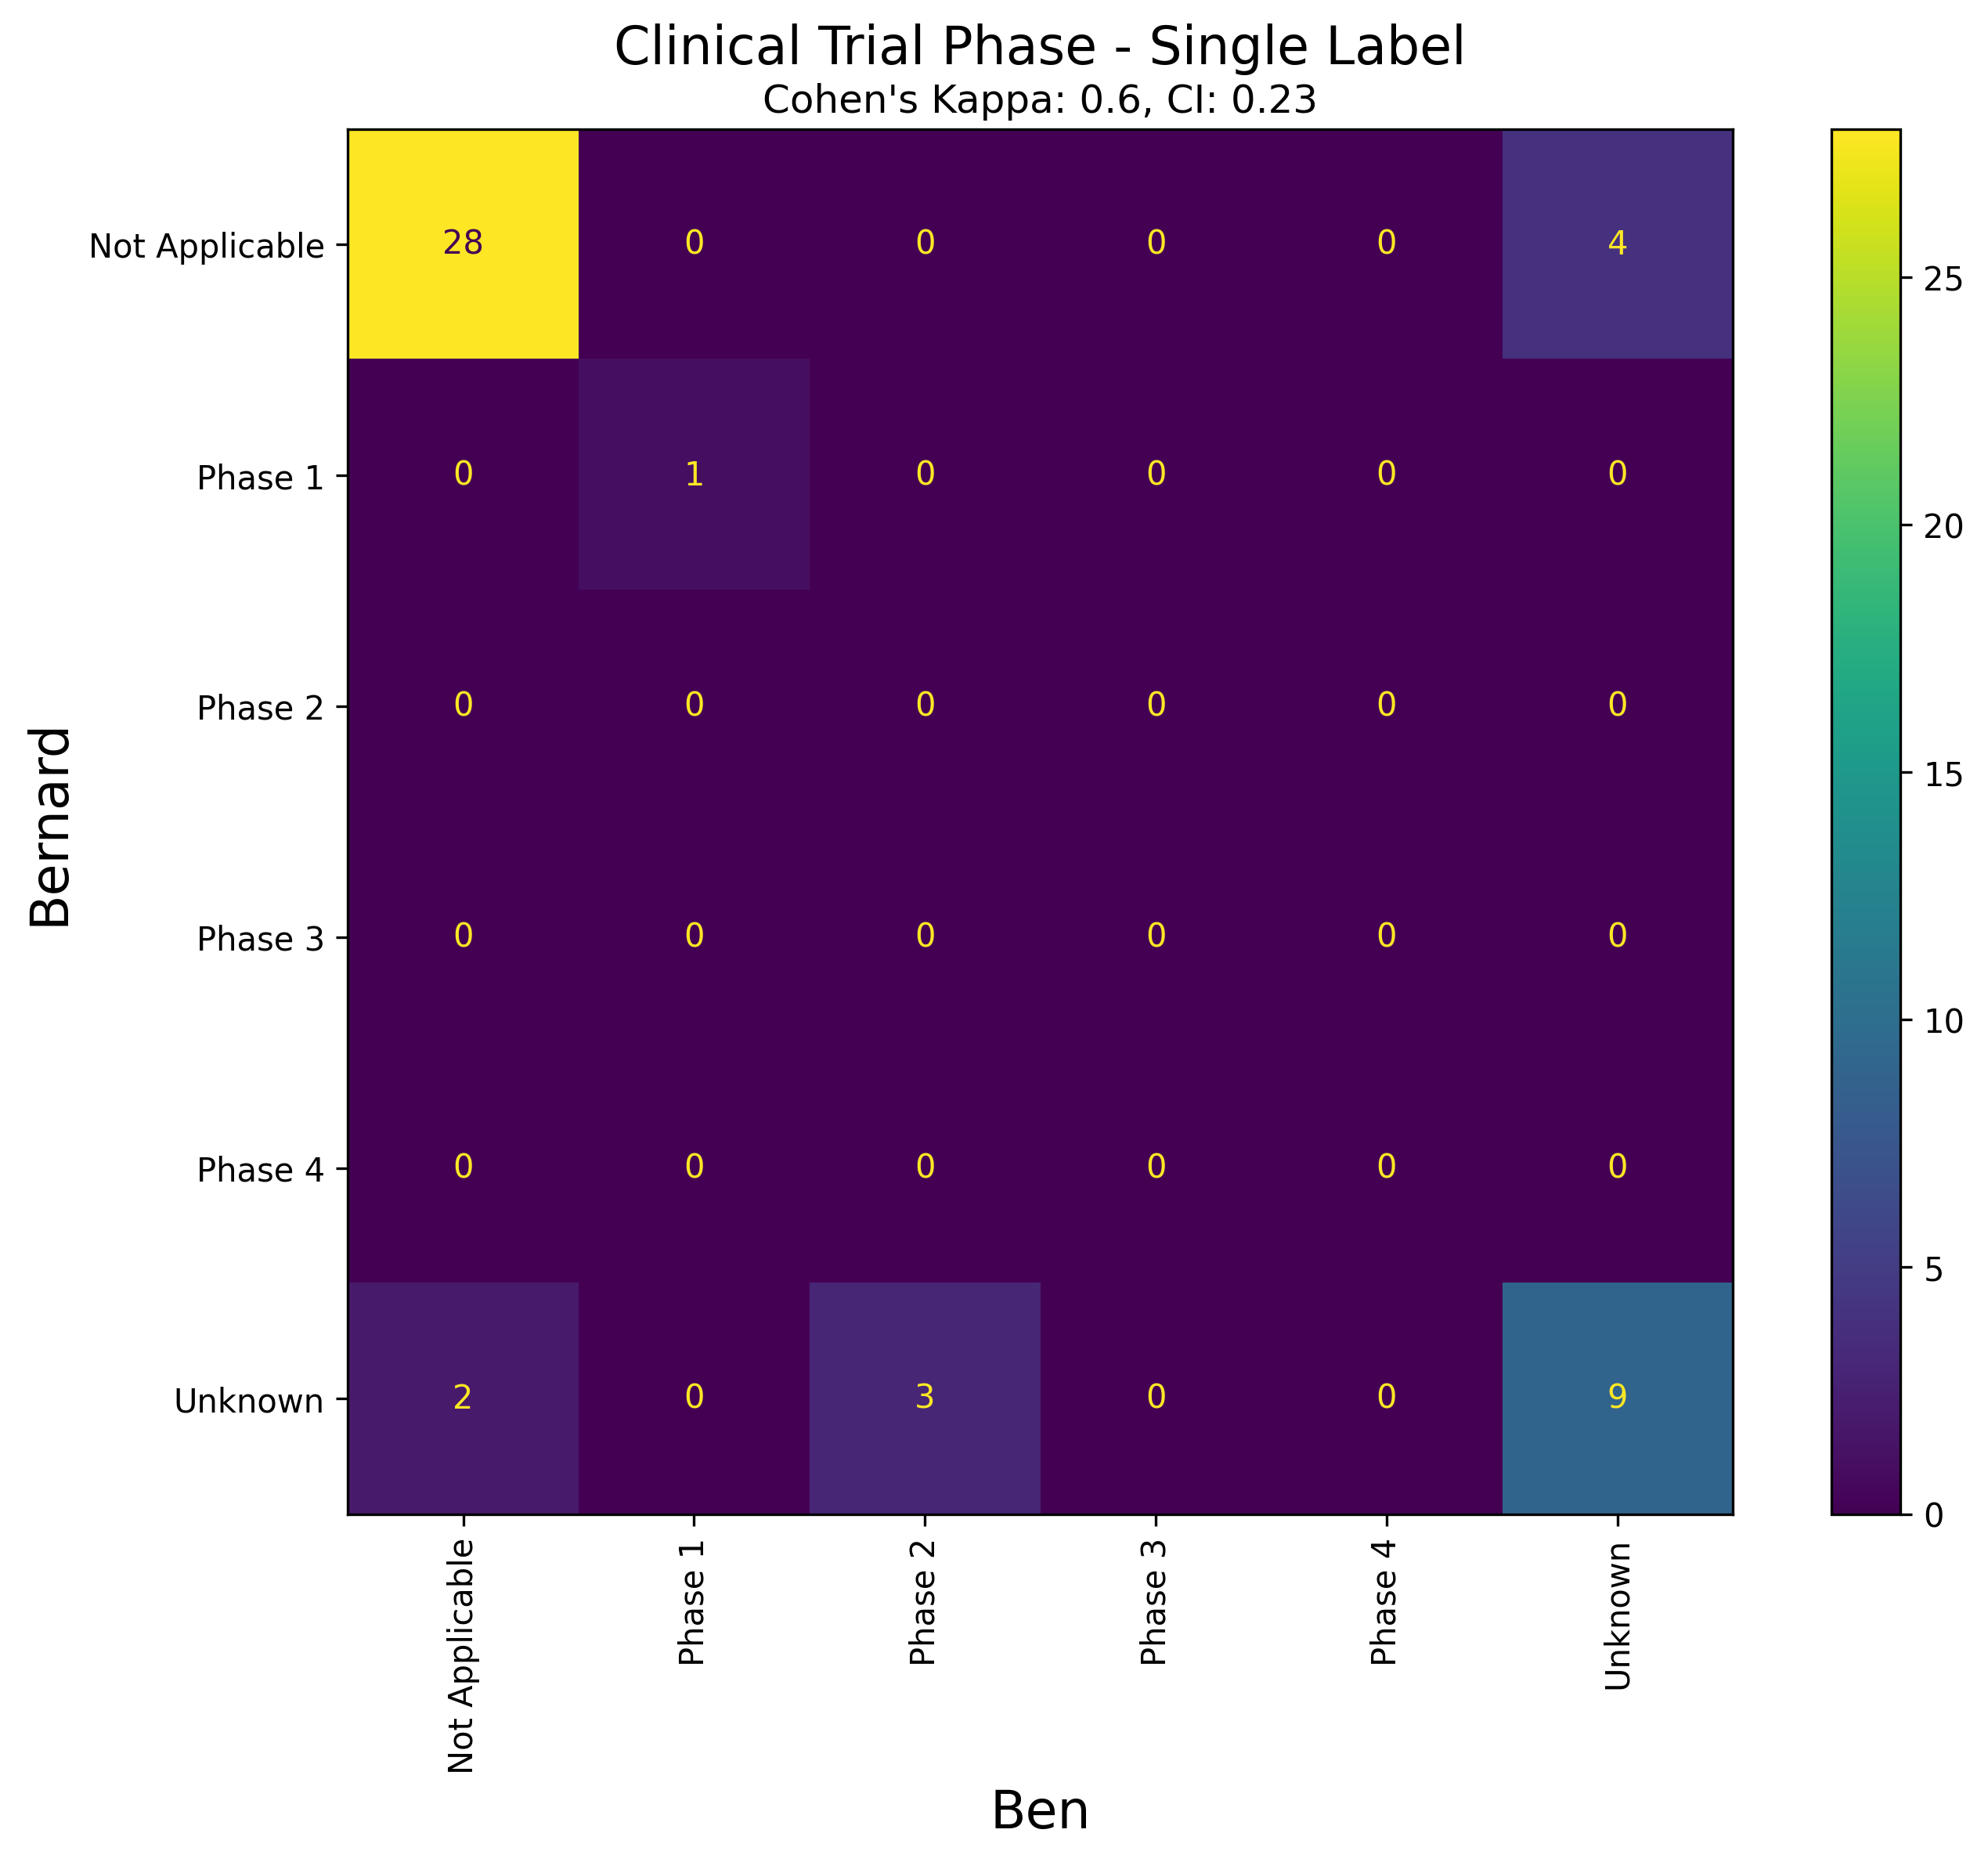 Clinical Trial Phase - Single Label
Cohen's Kappa: 0.6, CI: 0.23
Bernard
Not Applicable 28 0 0 0 0 4
Phase 1 0 1 0 0 0 0
Phase 2 0 0 0 0 0 0
Phase 3 0 0 0 0 0 0
Phase 4 0 0 0 0 0 0
Unknown 2 0 3 0 0 9
Not Applicable
Phase 1
Phase 2
Phase 3
Phase 4
Unknown
Ben
25
20
15
10
5
0